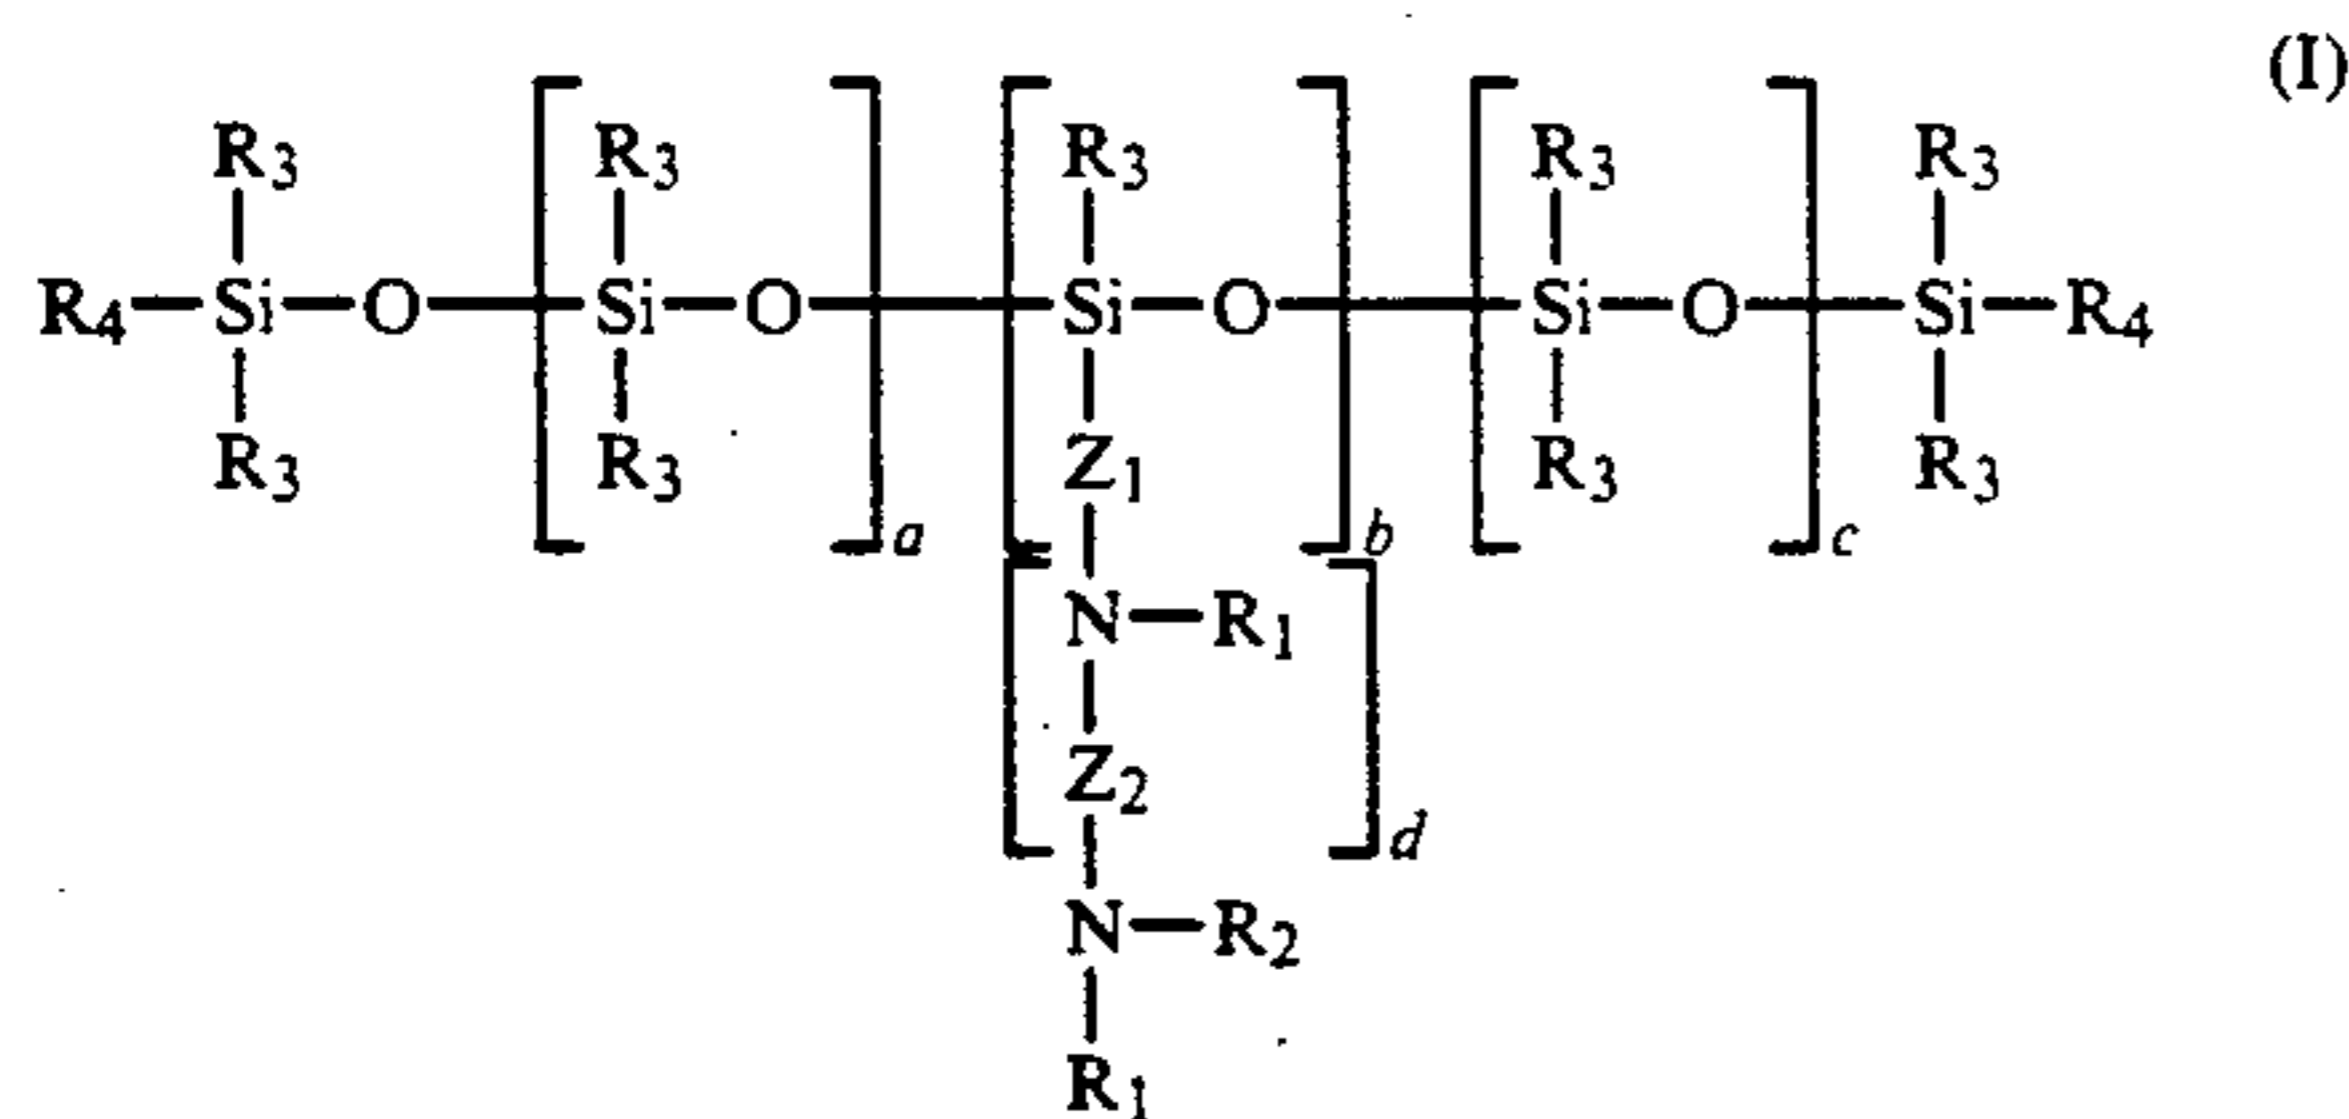 (I)
R3 R3 R3 R3 R3
R4—Si—O—Si—O—Si—O—Si—O—Si—R4
R3 R3 Z1 R3 R3
a b c
N—R1
Z2
d
N—R2
R1